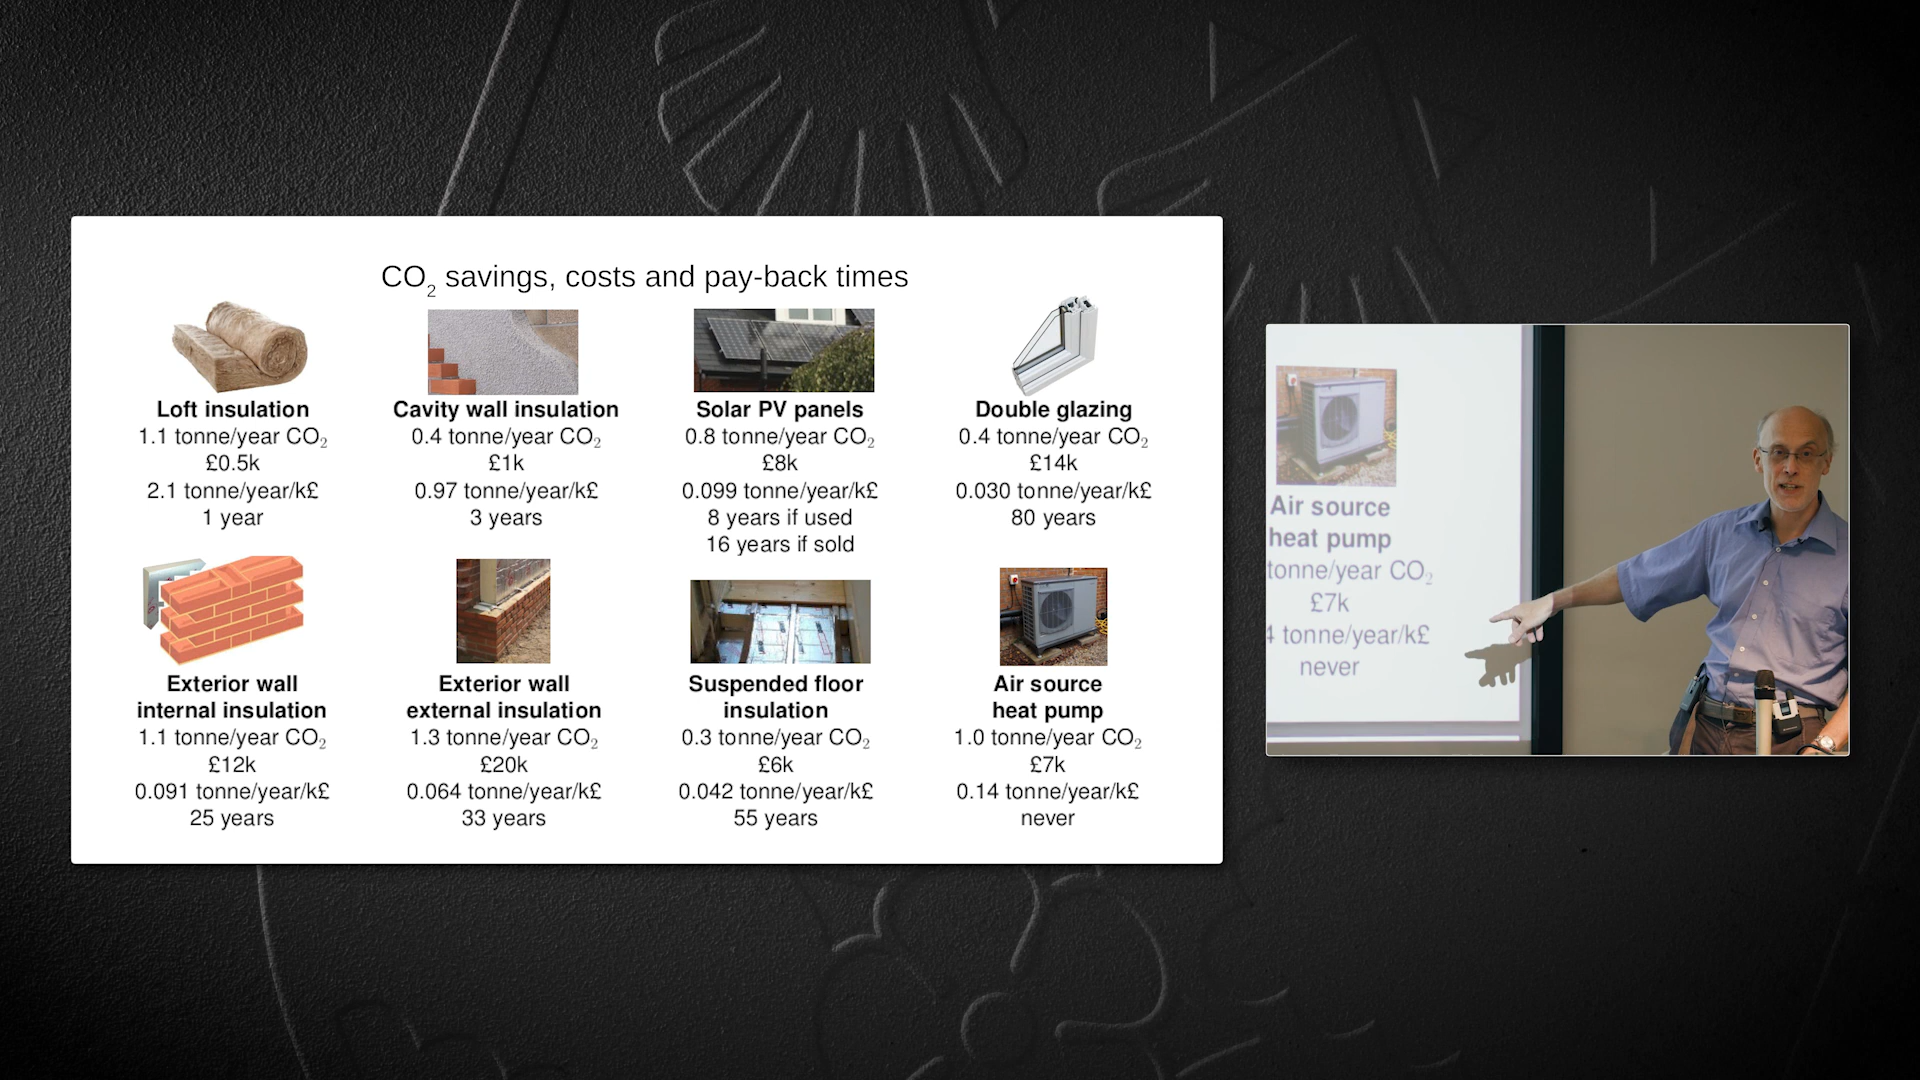 CO₂ savings, costs and pay-back times
Loft insulation
1.1 tonne/year CO₂
£0.5k
2.1 tonne/year/k£
1 year
Cavity wall insulation
0.4 tonne/year CO₂
£1k
0.97 tonne/year/k£
3 years
Solar PV panels
0.8 tonne/year CO₂
£8k
0.099 tonne/year/k£
8 years if used
16 years if sold
Double glazing
0.4 tonne/year CO₂
£14k
0.030 tonne/year/k£
80 years
Exterior wall
internal insulation
1.1 tonne/year CO₂
£12k
0.091 tonne/year/k£
25 years
Exterior wall
external insulation
1.3 tonne/year CO₂
£20k
0.064 tonne/year/k£
33 years
Suspended floor
insulation
0.3 tonne/year CO₂
£6k
0.042 tonne/year/k£
55 years
Air source
heat pump
1.0 tonne/year CO₂
£7k
0.14 tonne/year/k£
never
Air source
heat pump
tonne/year CO₂
£7k
4 tonne/year/k£
never